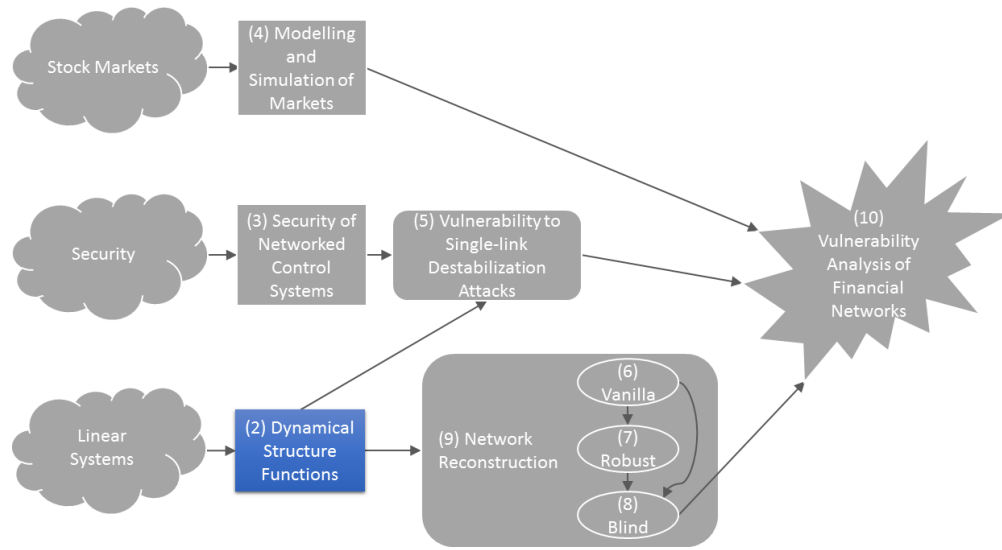 Stock Markets
(4) Modelling
and
Simulation of
Markets
Security
(3) Security of
Networked
Control
Systems
(5) Vulnerability to
Single-link
Destabilization
Attacks
(10)
Vulnerability
Analysis of
Financial
Networks
Linear
Systems
(2) Dynamical
Structure
Functions
(9) Network
Reconstruction
(6)
Vanilla
(7)
Robust
(8)
Blind